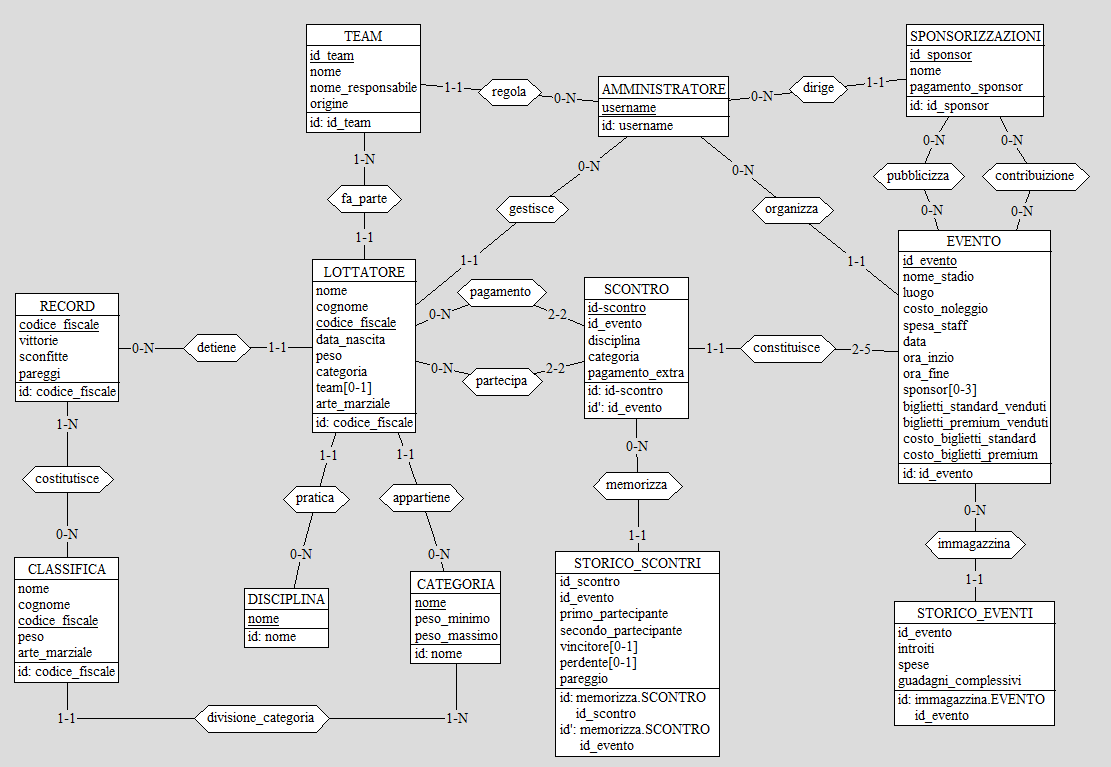 TEAM
id_team
nome
nome_responsabile
origine
id: id_team
1-1
regola
0-N
AMMINISTRATORE
username
id: username
0-N
dirige
1-1
SPONSORIZZAZIONI
id_sponsor
nome
pagamento_sponsor
id: id_sponsor
1-N
fa_parte
1-1
0-N
gestisce
1-1
0-N
organizza
1-1
0-N
pubblicizza
0-N
0-N
contribuizione
0-N
RECORD
codice_fiscale
vittorie
sconfitte
pareggi
id: codice_fiscale
0-N
detiene
1-1
LOTTATORE
nome
cognome
codice_fiscale
data_nascita
peso
categoria
team[0-1]
arte_marziale
id: codice_fiscale
0-N
pagamento
2-2
0-N
partecipa
2-2
SCONTRO
id-scontro
id_evento
disciplina
categoria
pagamento_extra
id: id-scontro
id': id_evento
1-1
constituisce
2-5
EVENTO
id_evento
nome_stadio
luogo
costo_noleggio
spesa_staff
data
ora_inzio
ora_fine
sponsor[0-3]
biglietti_standard_venduti
biglietti_premium_venduti
costo_biglietti_standard
costo_biglietti_premium
id: id_evento
1-N
costitutisce
0-N
1-1
pratica
0-N
1-1
appartiene
0-N
0-N
memorizza
1-1
0-N
immagazzina
1-1
CLASSIFICA
nome
cognome
codice_fiscale
peso
arte_marziale
id: codice_fiscale
DISCIPLINA
nome
id: nome
CATEGORIA
nome
peso_minimo
peso_massimo
id: nome
STORICO_SCONTRI
id_scontro
id_evento
primo_partecipante
secondo_partecipante
vincitore[0-1]
perdente[0-1]
pareggio
id: memorizza.SCONTRO
id_scontro
id': memorizza.SCONTRO
id_evento
STORICO_EVENTI
id_evento
introiti
spese
guadagni_complessivi
id: immagazzina.EVENTO
id_evento
1-1
divisione_categoria
1-N